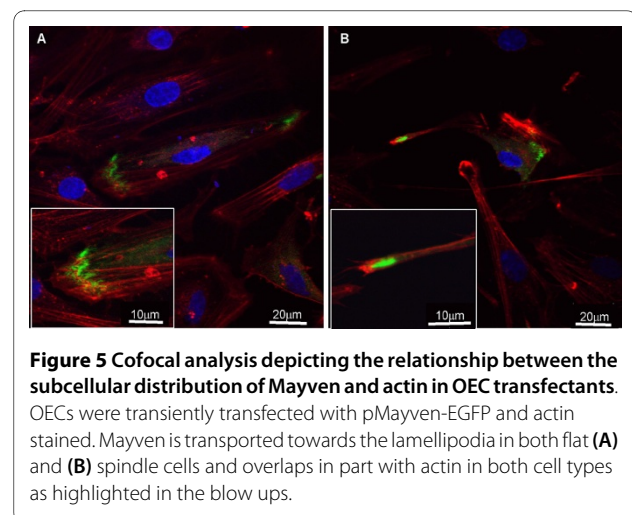 A
B
10μm
20μm
10μm
20μm
Figure 5 Cofocal analysis depicting the relationship between the
subcellular distribution of Mayven and actin in OEC transfectants.
OECs were transiently transfected with pMayven-EGFP and actin
stained. Mayven is transported towards the lamellipodia in both flat (A)
and (B) spindle cells and overlaps in part with actin in both cell types
as highlighted in the blow ups.